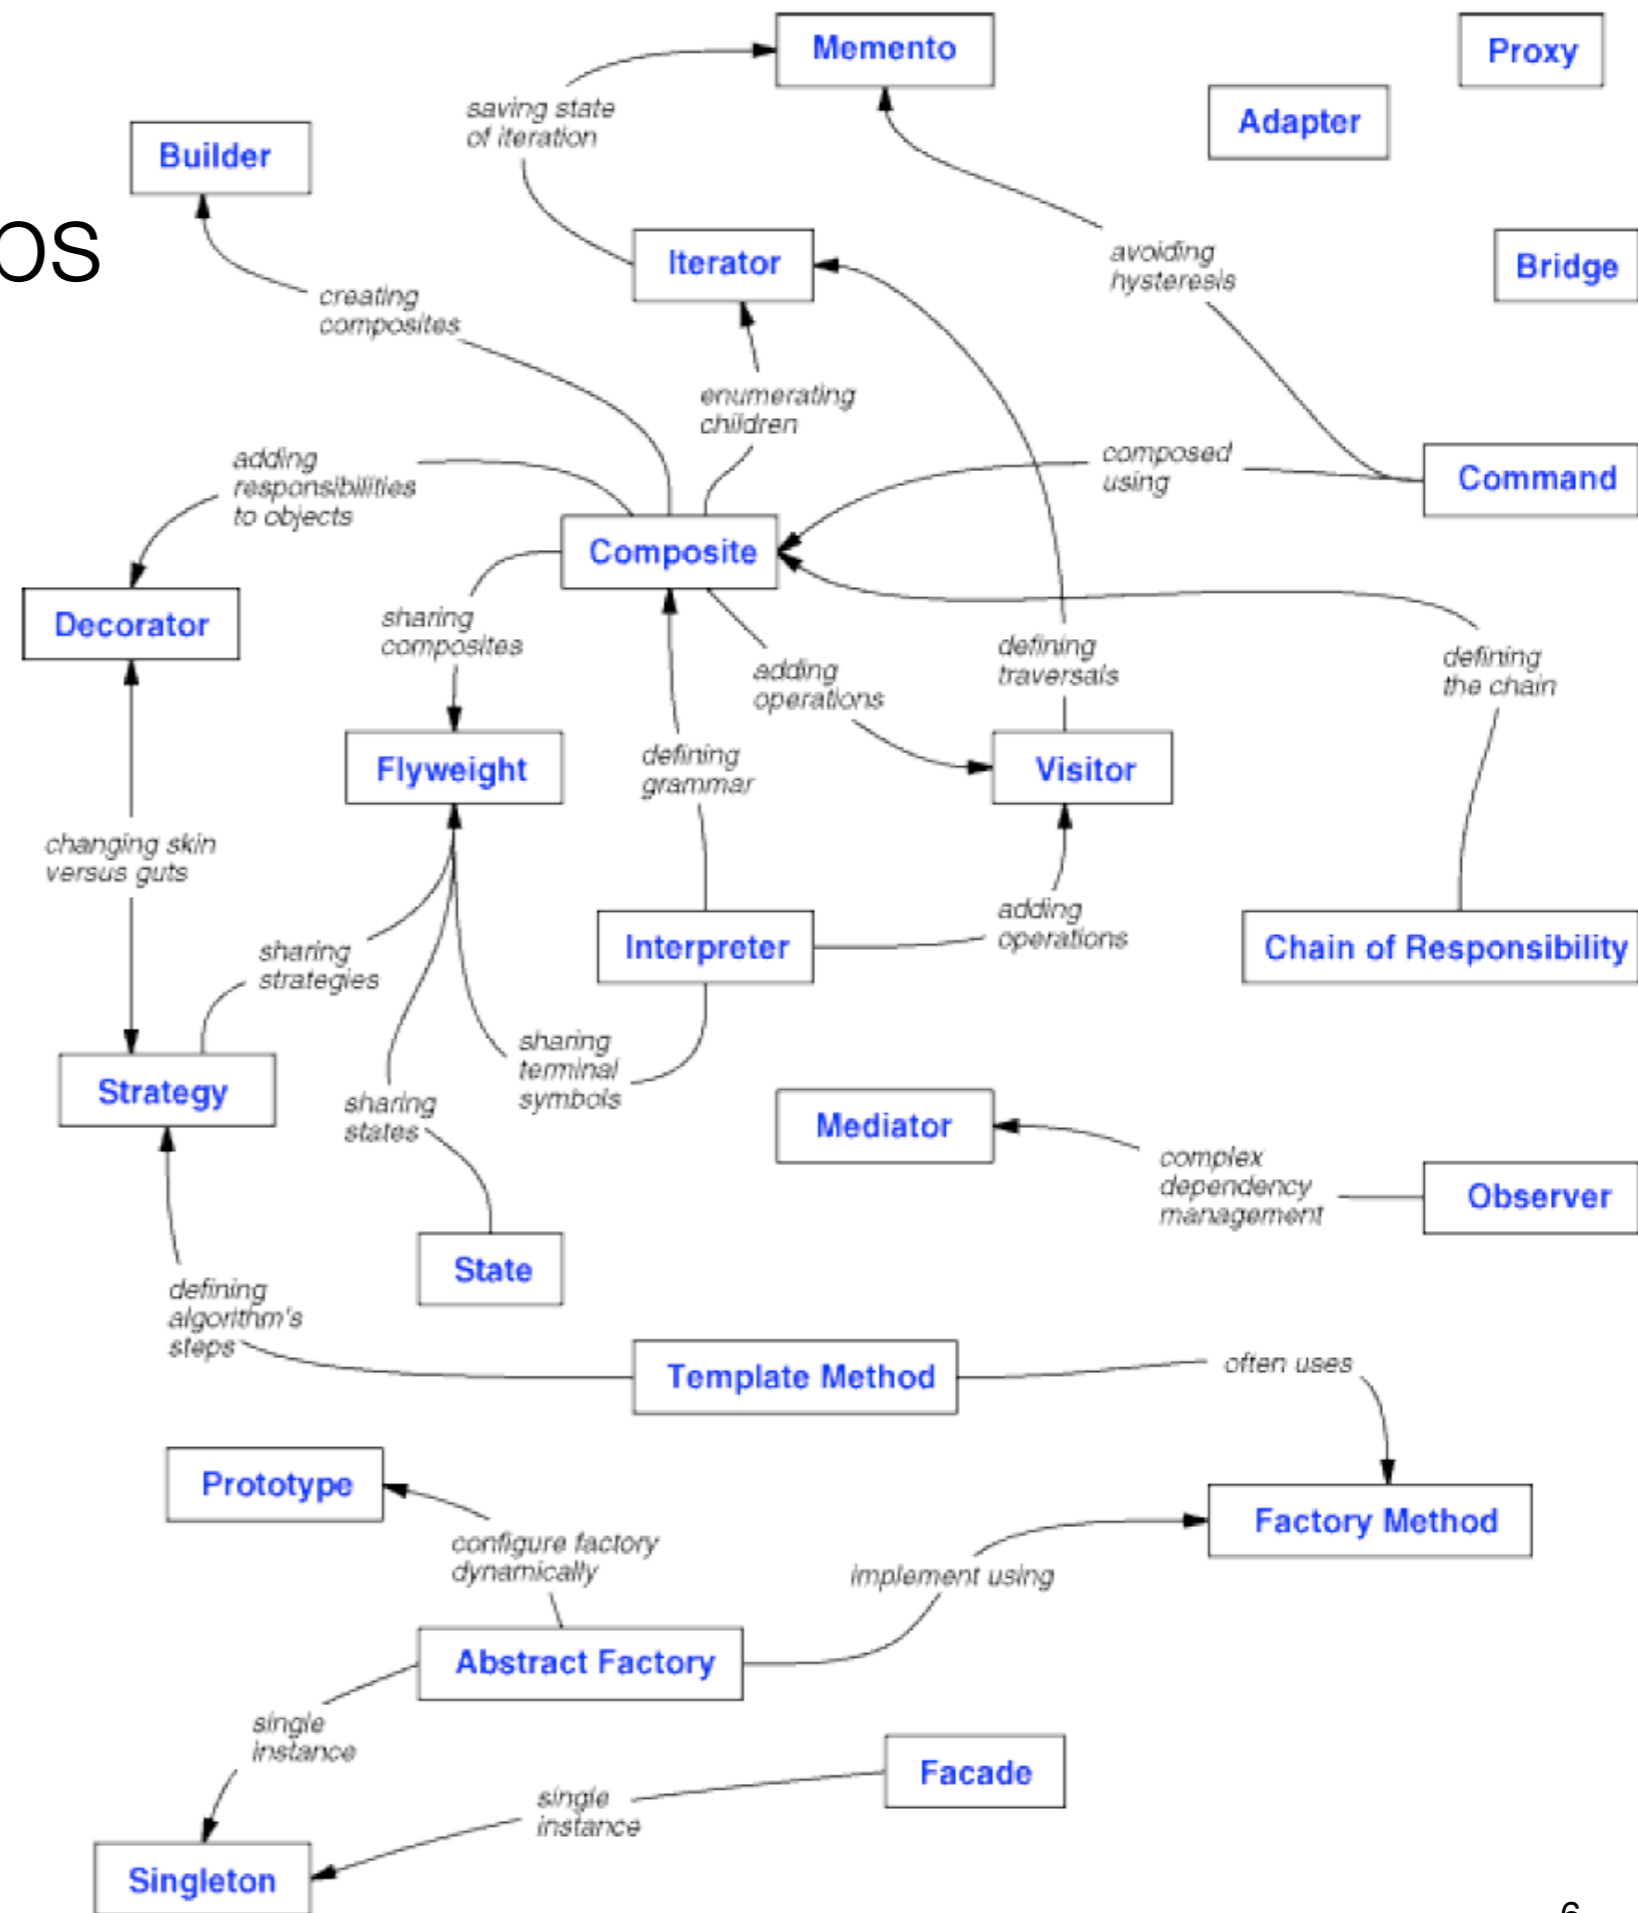 Memento
Proxy
Adapter
saving state
of iteration
Builder
ps
Iterator
avoiding
hysteresis
Bridge
creating
composites
enumerating
children
adding
responsibilities
to objects
composed
using
Command
Composite
Decorator
sharing
composites
adding
operations
defining
traversals
defining
the chain
Flyweight
defining
grammar
Visitor
changing skin
versus guts
sharing
strategies
Interpreter
adding
operations
Chain of Responsibility
Strategy
sharing
states
sharing
terminal
symbols
Mediator
complex
dependency
management
Observer
State
defining
algorithm's
steps
Template Method
often uses
Prototype
configure factory
dynamically
implement using
Factory Method
Abstract Factory
single
instance
Facade
single
instance
Singleton
6